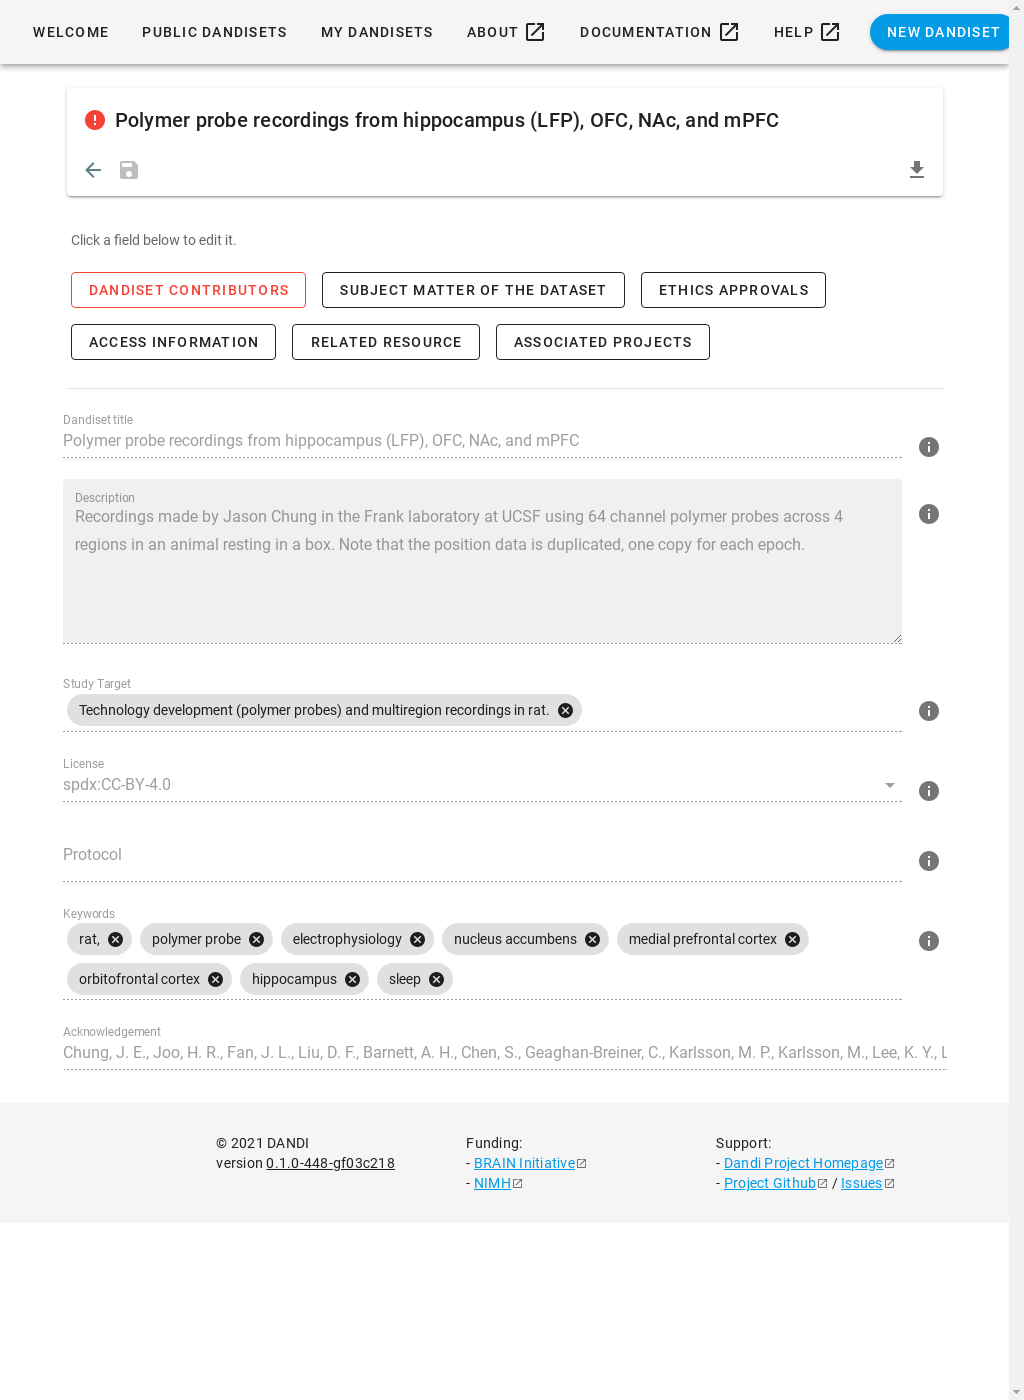 WELCOME PUBLIC DANDISETS MY DANDISETS ABOUT DOCUMENTATION HELP NEW DANDISET
Polymer probe recordings from hippocampus (LFP), OFC, NAc, and mPFC
Click a field below to edit it.
DANDISET CONTRIBUTORS SUBJECT MATTER OF THE DATASET ETHICS APPROVALS
ACCESS INFORMATION RELATED RESOURCE ASSOCIATED PROJECTS
Dandiset title
Polymer probe recordings from hippocampus (LFP), OFC, NAc, and mPFC
Description
Recordings made by Jason Chung in the Frank laboratory at UCSF using 64 channel polymer probes across 4
regions in an animal resting in a box. Note that the position data is duplicated, one copy for each epoch.
Study Target
Technology development (polymer probes) and multiregion recordings in rat.
License
spdx:CC-BY-4.0
Protocol
Keywords
rat, polymer probe electrophysiology nucleus accumbens medial prefrontal cortex
orbitofrontal cortex hippocampus sleep
Acknowledgement
Chung, J. E., Joo, H. R., Fan, J. L., Liu, D. F., Barnett, A. H., Chen, S., Geaghan-Breiner, C., Karlsson, M. P., Karlsson, M., Lee, K. Y., L
© 2021 DANDI Funding: Support:
version 0.1.0-448-gf03c218 - BRAIN Initiative - Dandi Project Homepage
- NIMH - Project Github / Issues